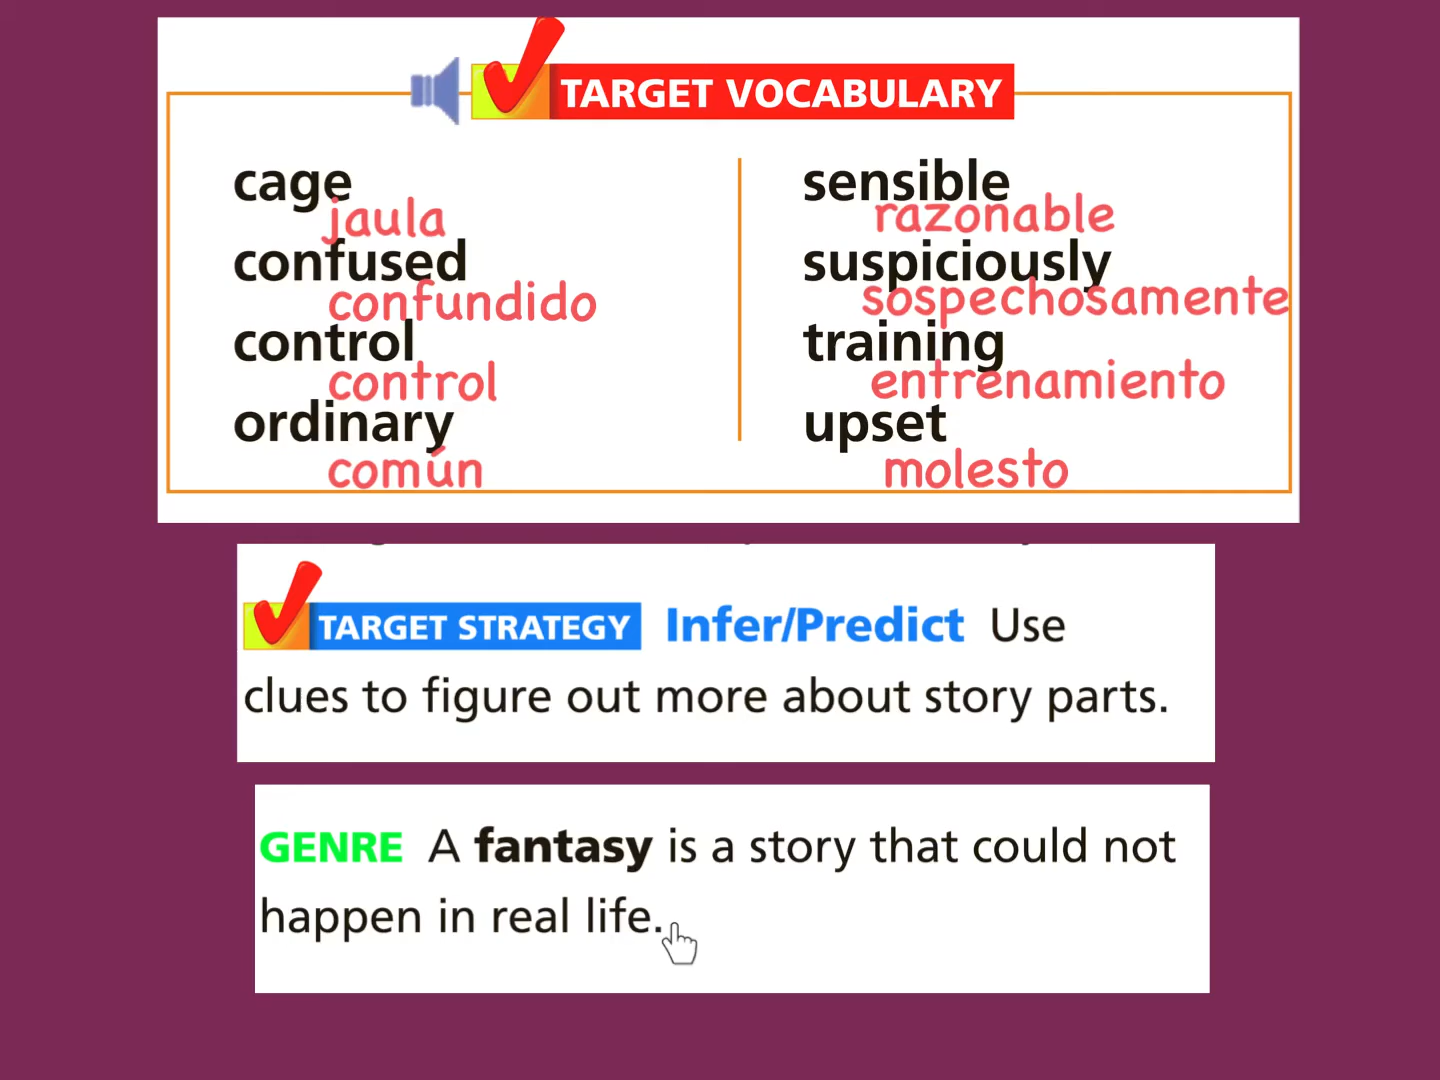 TARGET VOCABULARY
cage
jaula
confused
confundido
control
control
ordinary
común
sensible
razonable
suspiciously
sospechosamente
training
entrenamiento
upset
molesto
TARGET STRATEGY Infer/Predict Use
clues to figure out more about story parts.
GENRE A fantasy is a story that could not
happen in real life.